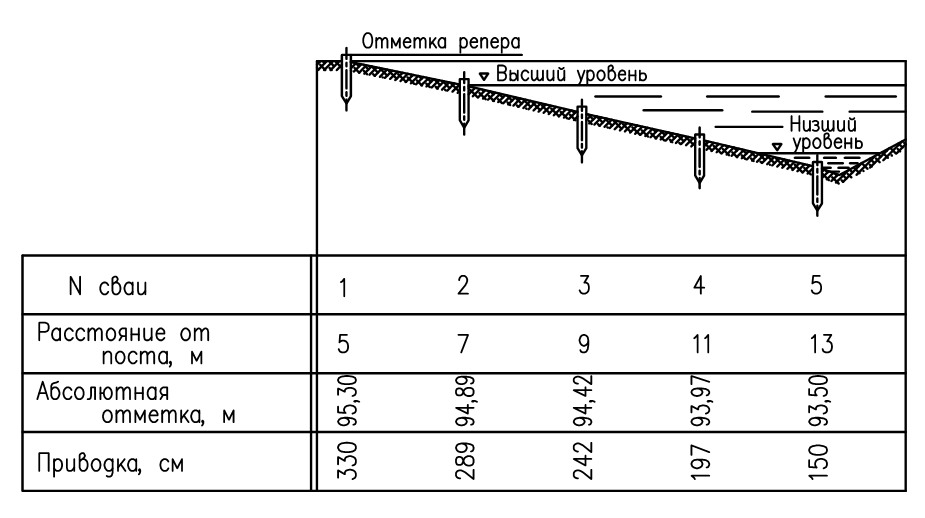 Отметка репера
Высший уровень
Низший
уровень
N сваи 1 2 3 4 5
Расстояние от
поста, м 5 7 9 11 13
Абсолютная
отметка, м 95,30 94,89 94,42 93,97 93,50
Приводка, см 330 289 242 197 150